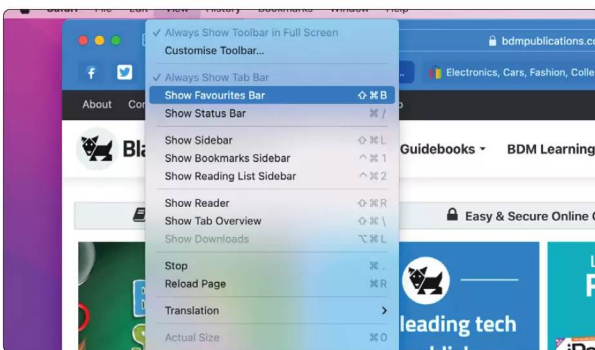 Safari File Edit View History Bookmarks Window Help
✓ Always Show Toolbar in Full Screen
Customise Toolbar...
bdmpublications.c
✓ Always Show Tab Bar
Electronics, Cars, Fashion, Colle
Show Favourites Bar ⇧⌘B
About Con
Show Status Bar ⌘/
Show Sidebar ⇧⌘L
Bla
Guidebooks BDM Learning
Show Bookmarks Sidebar ^⌘1
Show Reading List Sidebar ^⌘2
Show Reader ⇧⌘R
Show Tab Overview ⇧⌘\
Easy & Secure Online
Show Downloads ⌥⌘L
Stop ⌘.
Reload Page ⌘R
Translation >
leading tech
Actual Size ⌘0